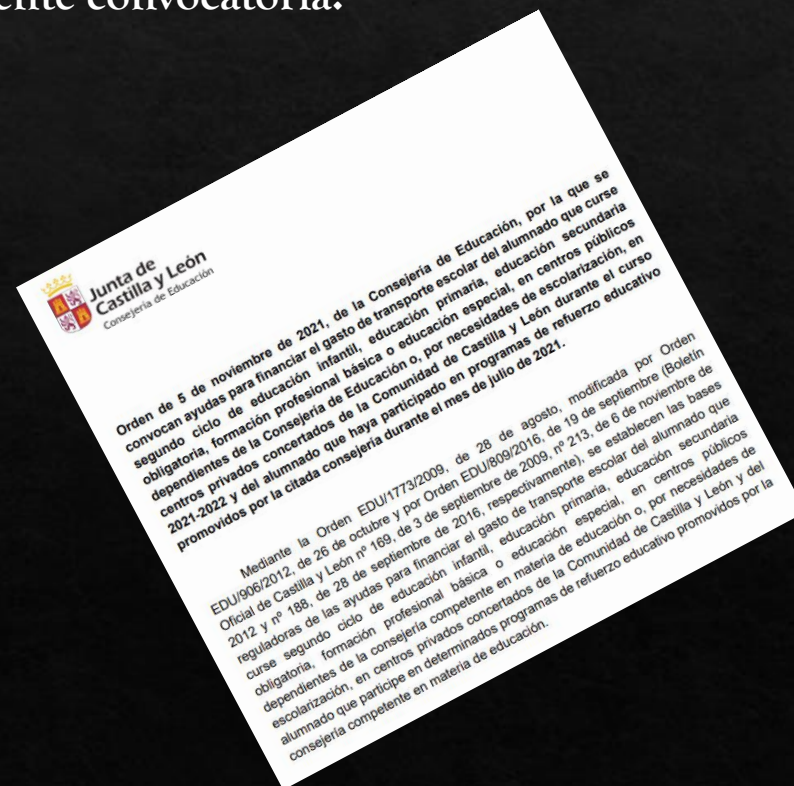 ente convocatoria.
Junta de
Castilla y León
Consejería de Educación
Orden de 5 de noviembre de 2021, de la Consejería de Educación, por la que se
convocan ayudas para financiar el gasto de transporte escolar del alumnado que curse
segundo ciclo de educación infantil, educación primaria, educación secundaria
obligatoria, formación profesional básica o educación especial, en centros públicos
dependientes de la Consejería de Educación o, por necesidades de escolarización, en
centros privados concertados de la Comunidad de Castilla y León durante el curso
2021-2022 y del alumnado que haya participado en programas de refuerzo educativo
promovidos por la citada consejería durante el mes de julio de 2021.
Mediante la Orden EDU/1773/2009, de 28 de agosto, modificada por Orden
EDU/906/2012, de 26 de octubre y por Orden EDU/809/2016, de 19 de septiembre (Boletín
Oficial de Castilla y León nº 169, de 3 de septiembre de 2009, nº 213, de 6 de noviembre de
2012 y nº 188, de 28 de septiembre de 2016, respectivamente), se establecen las bases
reguladoras de las ayudas para financiar el gasto de transporte escolar del alumnado que
curse segundo ciclo de educación infantil, educación primaria, educación secundaria
obligatoria, formación profesional básica o educación especial, en centros públicos
dependientes de la consejería competente en materia de educación o, por necesidades de
escolarización, en centros privados concertados de la Comunidad de Castilla y León y del
alumnado que participe en determinados programas de refuerzo educativo promovidos por la
consejería competente en materia de educación.